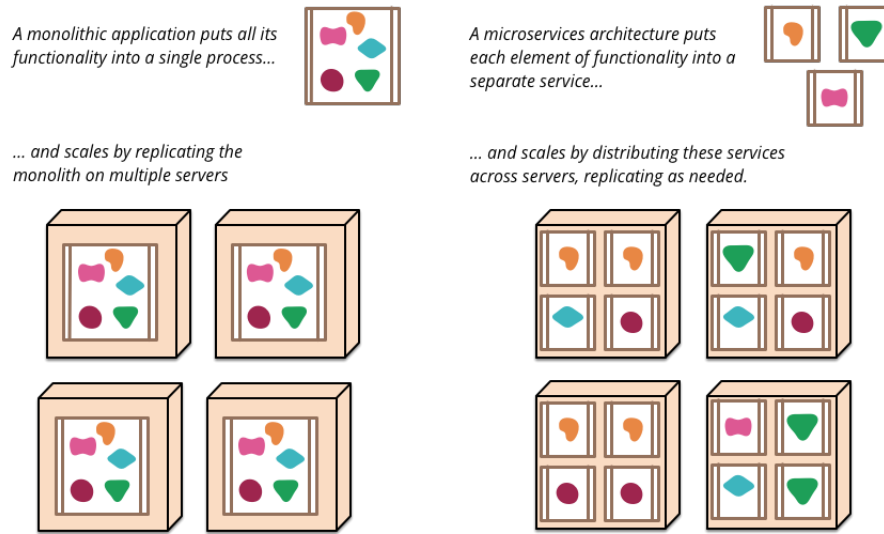 A monolithic application puts all its
functionality into a single process...
... and scales by replicating the
monolith on multiple servers
A microservices architecture puts
each element of functionality into a
separate service...
... and scales by distributing these services
across servers, replicating as needed.